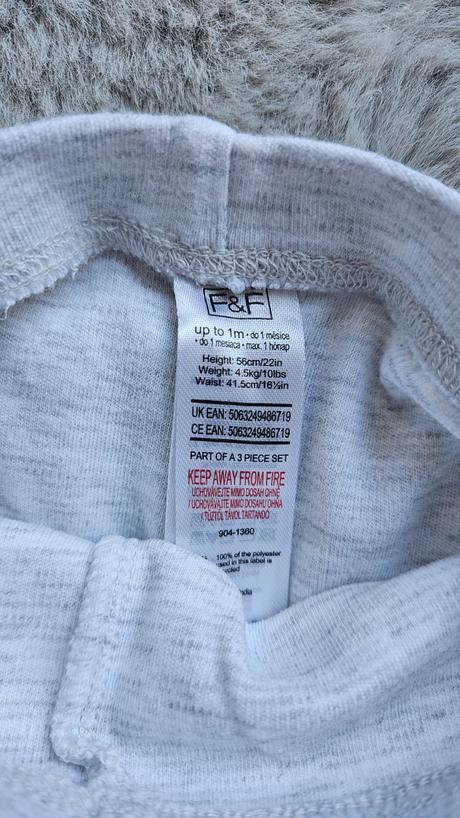 F&F
up to 1m • do 1 měsíce
• do 1 mesiaca • max. 1 hónap
Height: 56cm/22in
Weight: 4.5kg/10lbs
Waist: 41.5cm/16½in
UK EAN: 5063249486719
CE EAN: 5063249486719
PART OF A 3 PIECE SET
KEEP AWAY FROM FIRE
UCHOVÁVEJTE MIMO DOSAH OHNĚ
/ UCHOVÁVAJTE MIMO DOSAHU OHŇA
/ TŰZTŐL TÁVOL TARTANDÓ
904-1360
100% of the polyester
used in this label is